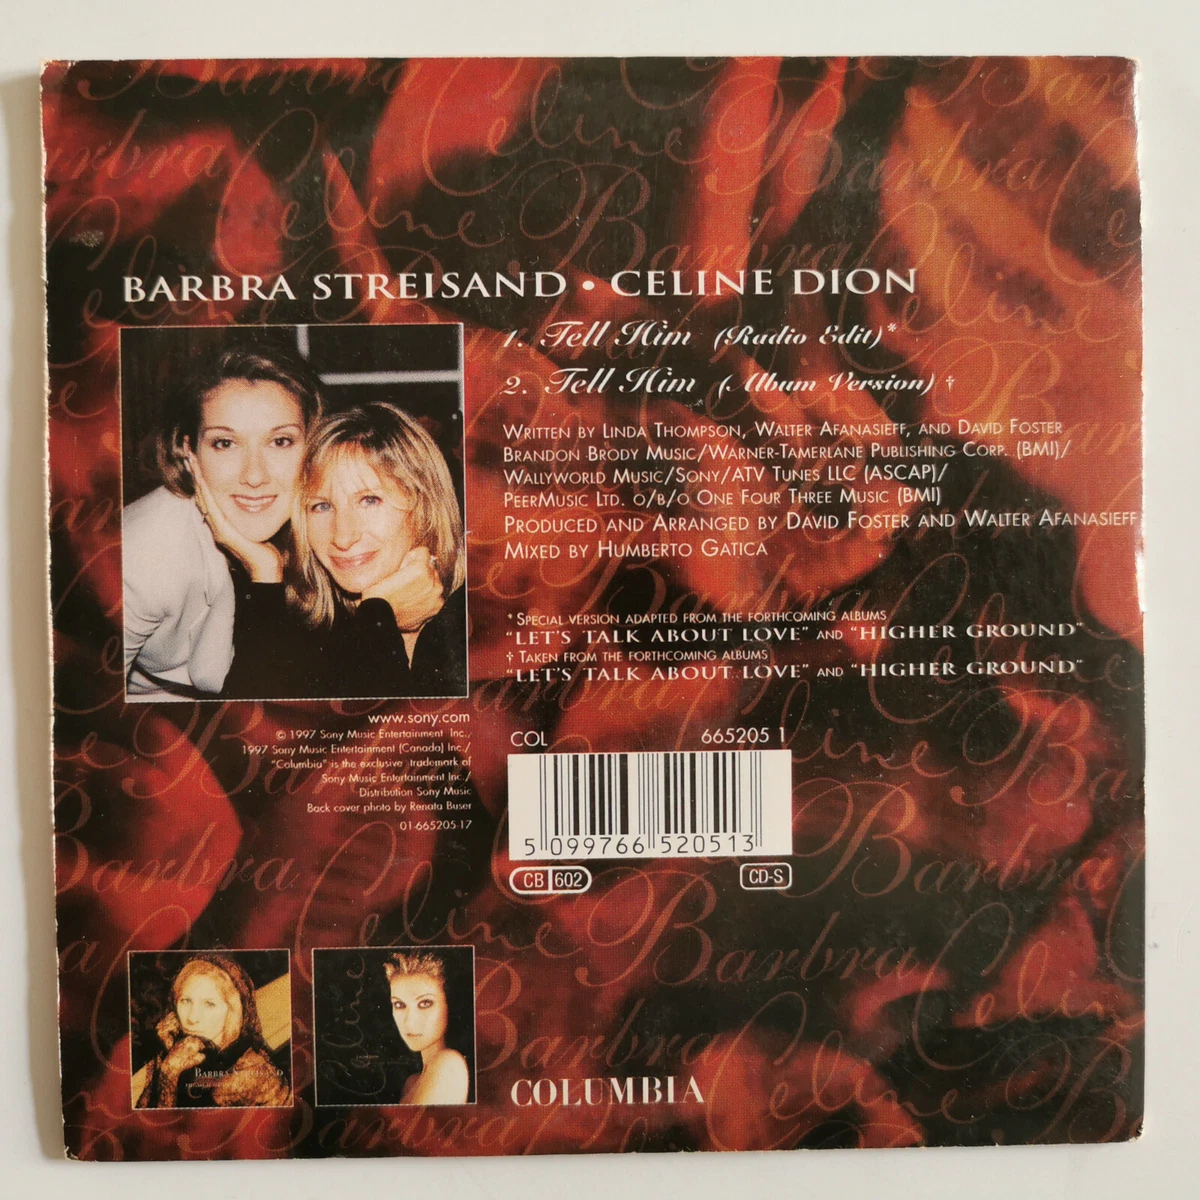 BARBRA STREISAND • CELINE DION
1. Tell Him (Radio Edit)*
2. Tell Him (Album Version) †
WRITTEN BY LINDA THOMPSON, WALTER AFANASIEFF, AND DAVID FOSTER
BRANDON BRODY MUSIC/WARNER-TAMERLANE PUBLISHING CORP. (BMI)/
WALLYWORLD MUSIC/SONY/ATV TUNES LLC (ASCAP)/
PEERMUSIC LTD. O/B/O ONE FOUR THREE MUSIC (BMI)
PRODUCED AND ARRANGED BY DAVID FOSTER AND WALTER AFANASIEFF
MIXED BY HUMBERTO GATICA
* SPECIAL VERSION ADAPTED FROM THE FORTHCOMING ALBUMS
"LET'S TALK ABOUT LOVE" AND "HIGHER GROUND"
† TAKEN FROM THE FORTHCOMING ALBUMS
"LET'S TALK ABOUT LOVE" AND "HIGHER GROUND"
www.sony.com
© 1997 Sony Music Entertainment Inc./
1997 Sony Music Entertainment (Canada) Inc./
"Columbia" is the exclusive trademark of
Sony Music Entertainment Inc./
Distribution Sony Music
Back cover photo by Renata Buser
01-665205-17
COL 665205 1
5 099766 520513
CB 602
CD-S
BARBRA STREISAND
Celine
COLUMBIA
Barbra Celine Barbra